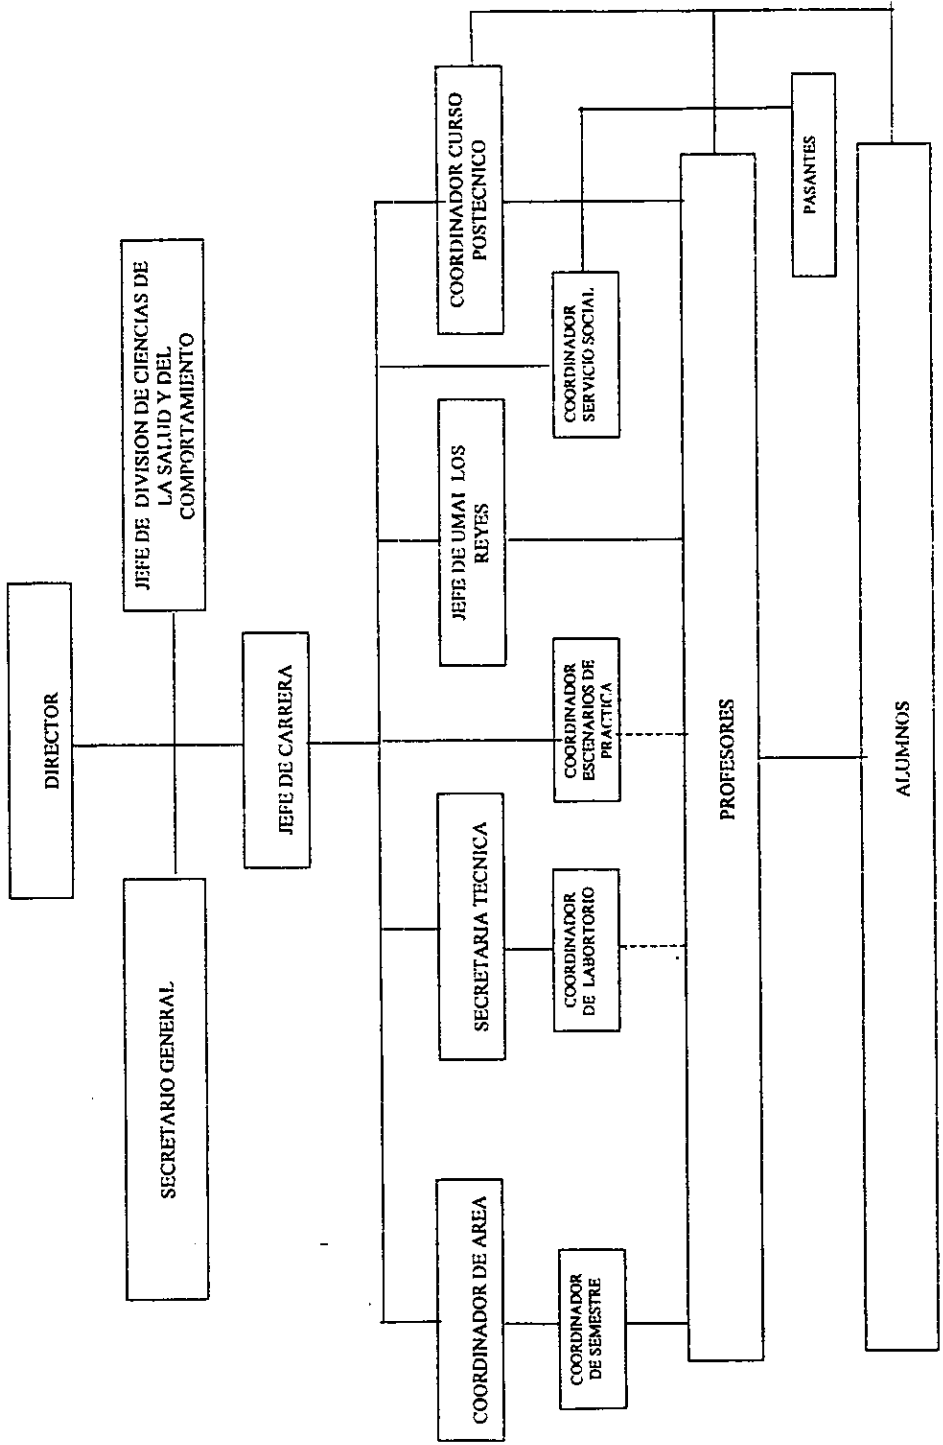 DIRECTOR
SECRETARIO GENERAL
JEFE DE DIVISION DE CIENCIAS DE
LA SALUD Y DEL
COMPORTAMIENTO
JEFE DE CARRERA
COORDINADOR DE AREA
SECRETARIA TECNICA
JEFE DE UMAI LOS
REYES
COORDINADOR CURSO
POSTECNICO
COORDINADOR
DE SEMESTRE
COORDINADOR
DE LABORTORIO
COORDINADOR
ESCENARIOS DE
PRACTICA
COORDINADOR
SERVICIO SOCIAL
PROFESORES
PASANTES
ALUMNOS